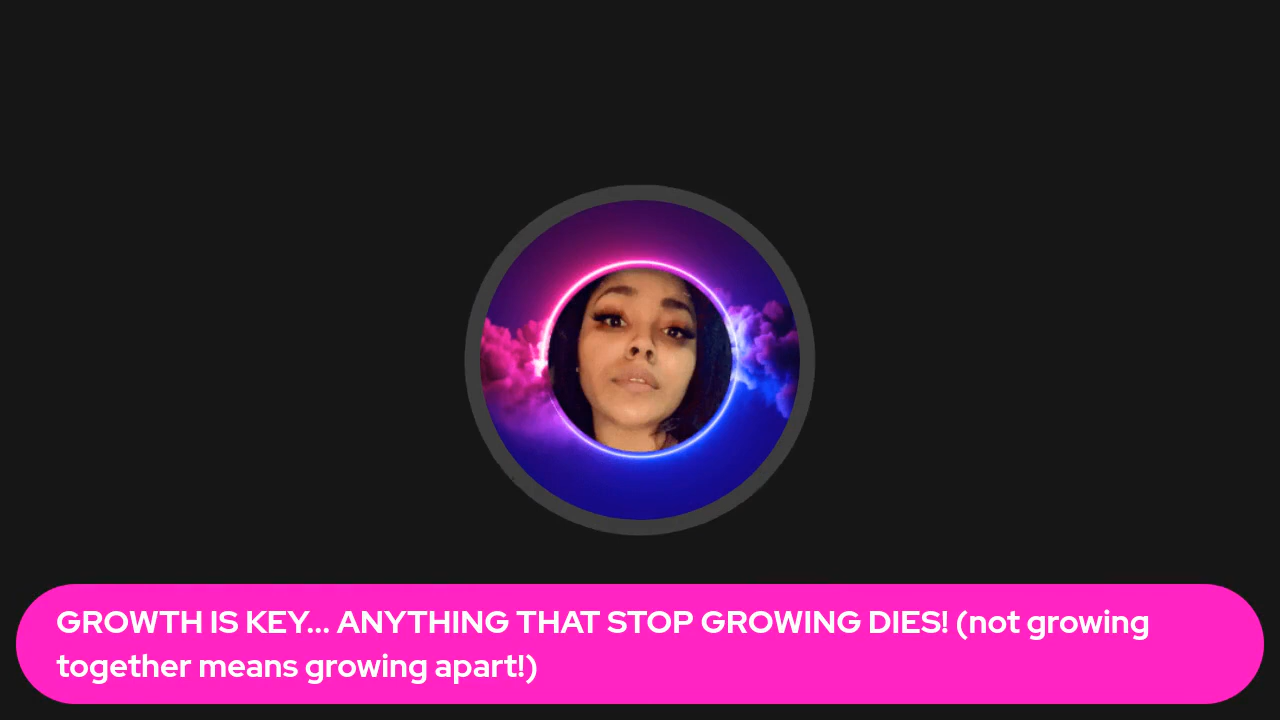 GROWTH IS KEY... ANYTHING THAT STOP GROWING DIES! (not growing
together means growing apart!)